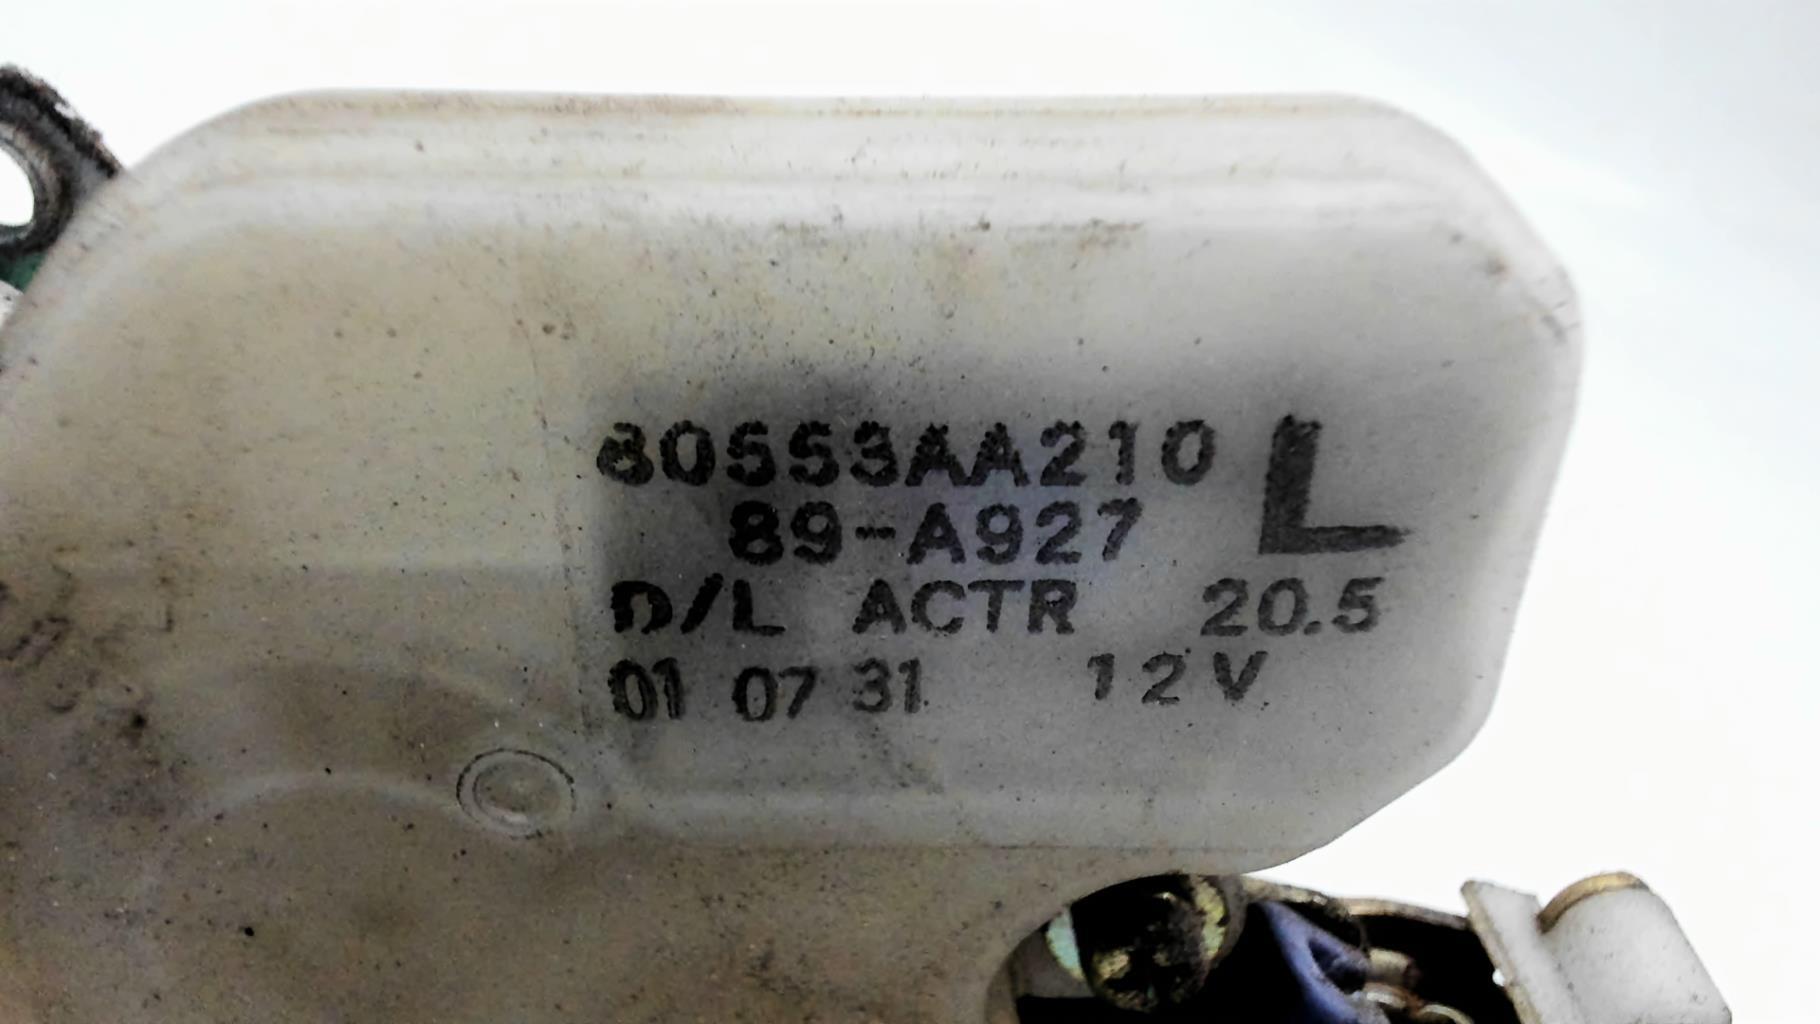 80553AA210 L
89-A927
D/L ACTR 20.5
01 07 31 12V